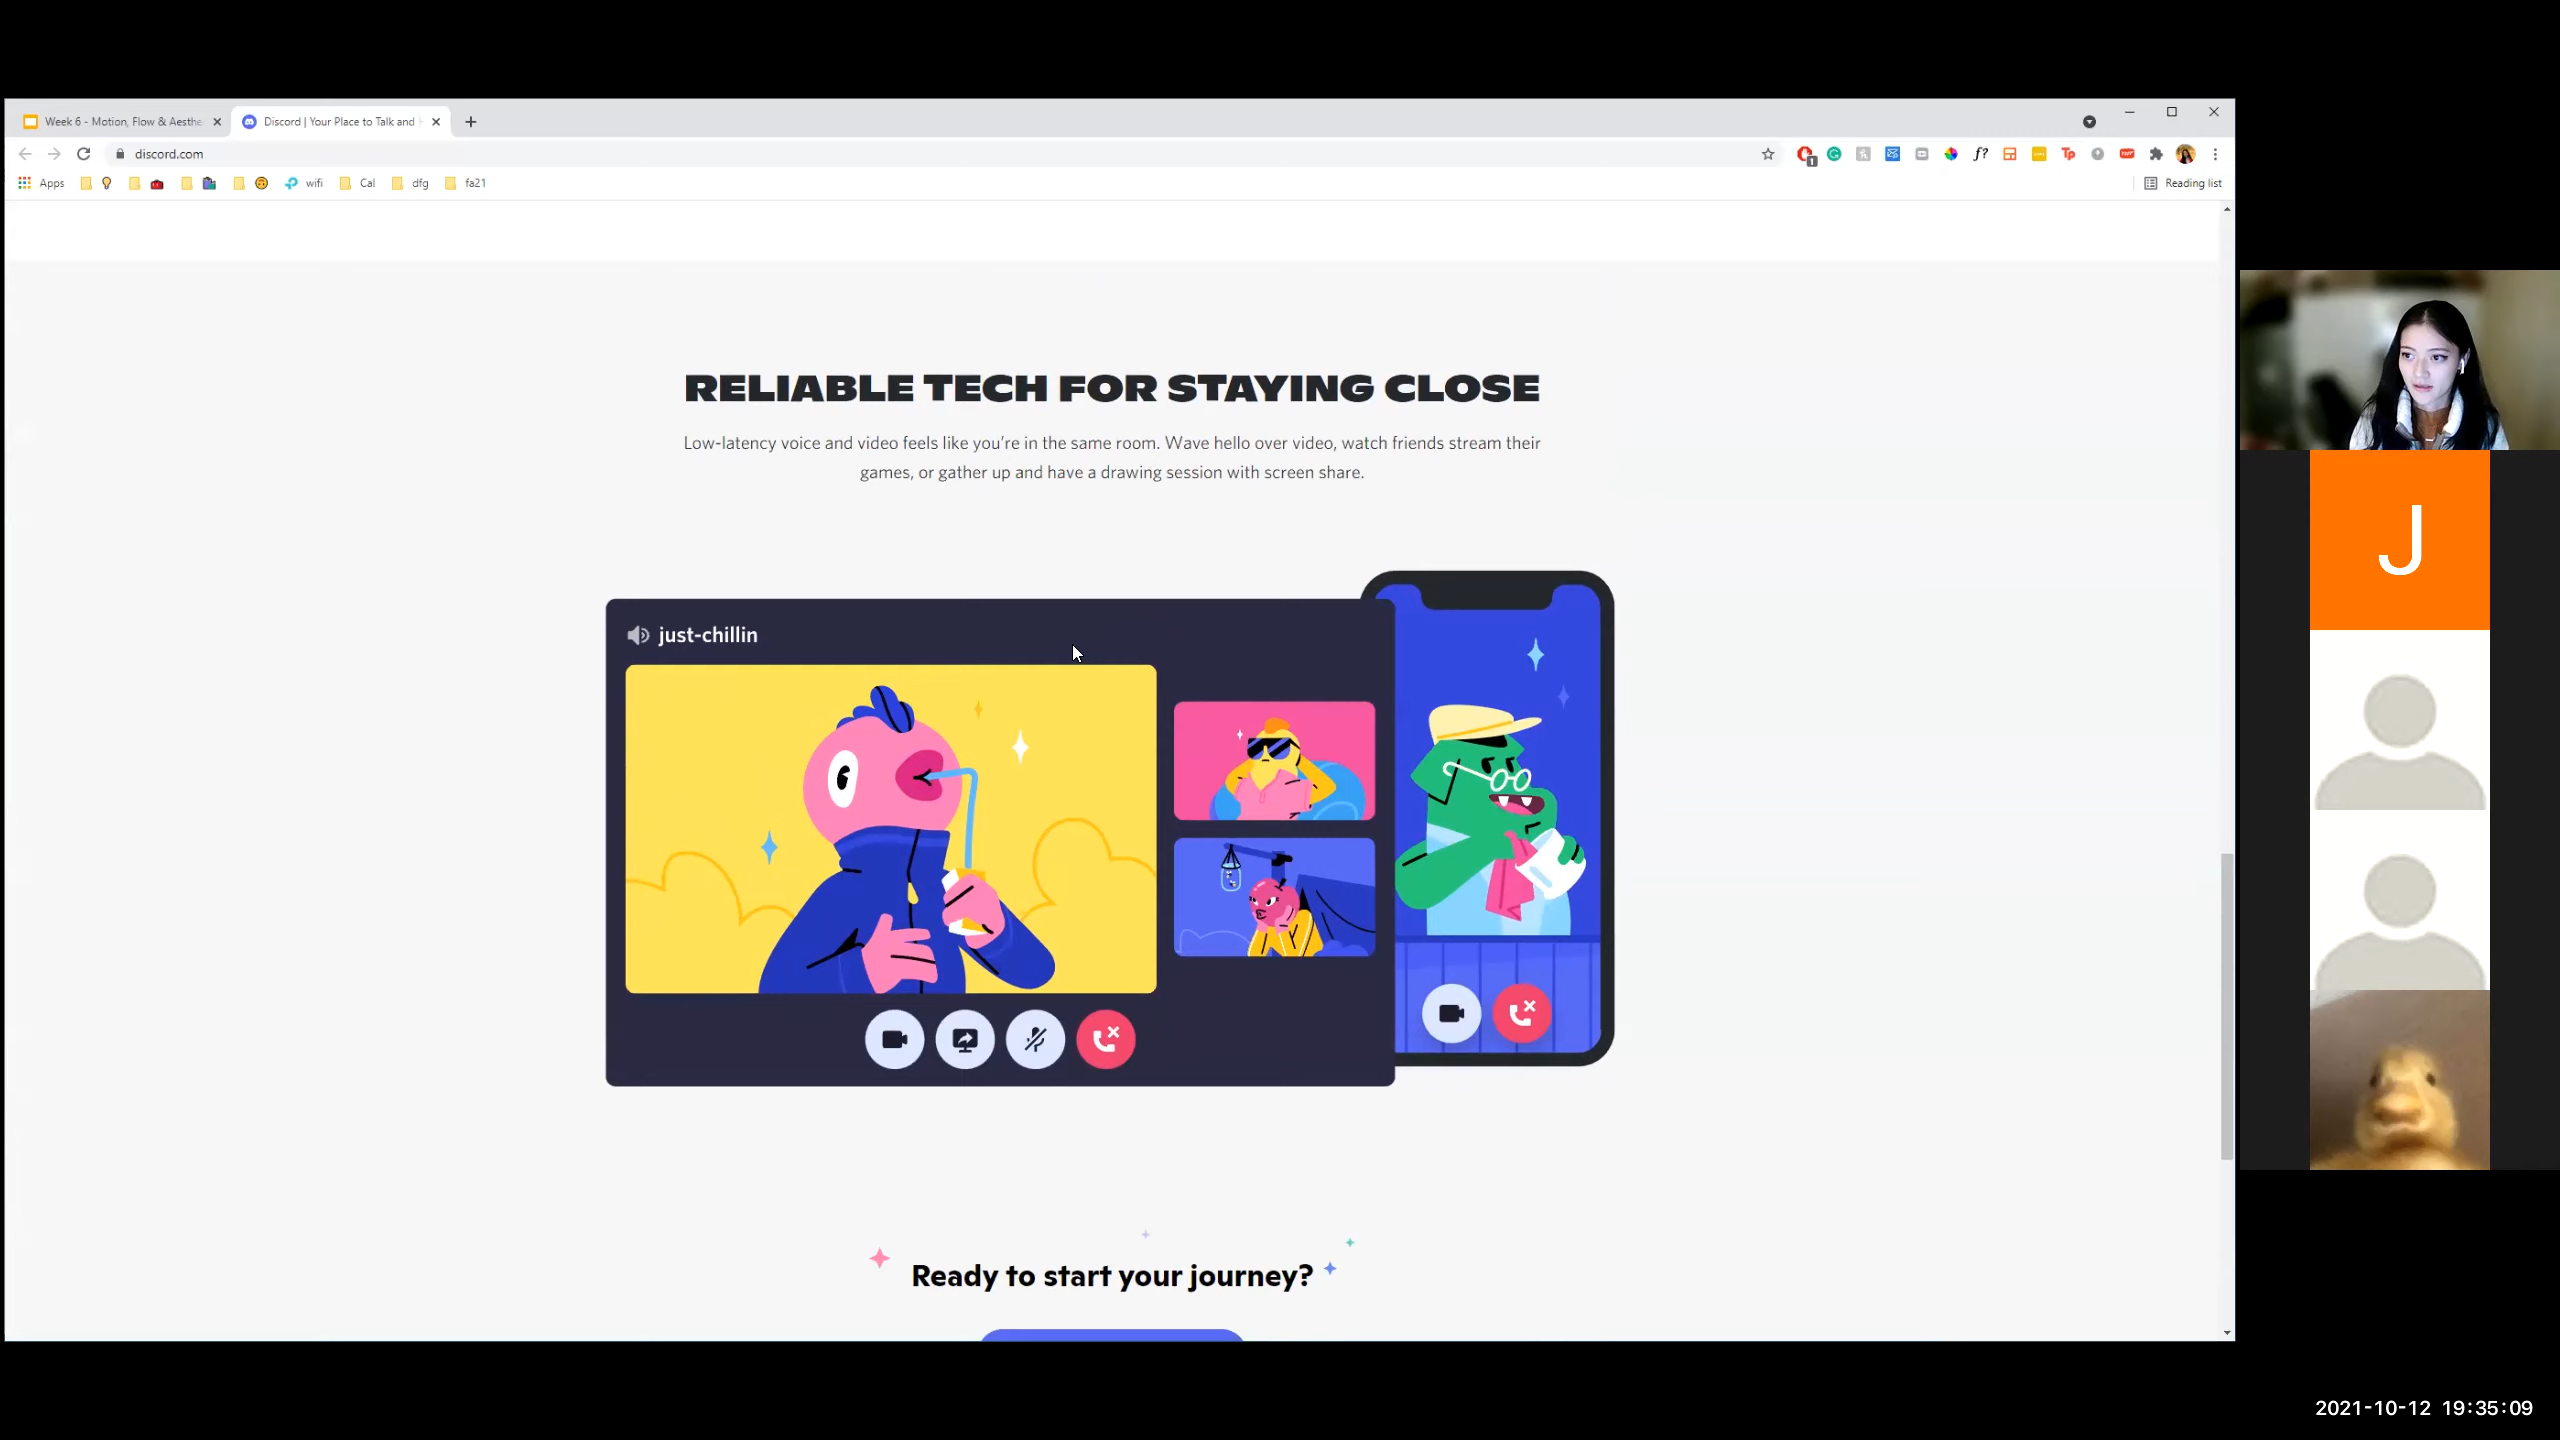 Week 6 - Motion, Flow & Aesthe
Discord | Your Place to Talk and
discord.com
1
f?
Tp
Apps
wifi
Cal
dfg
fa21
Reading list
RELIABLE TECH FOR STAYING CLOSE
Low-latency voice and video feels like you’re in the same room. Wave hello over video, watch friends stream their
games, or gather up and have a drawing session with screen share.
just-chillin
Ready to start your journey?
J
2021-10-12 19:35:09